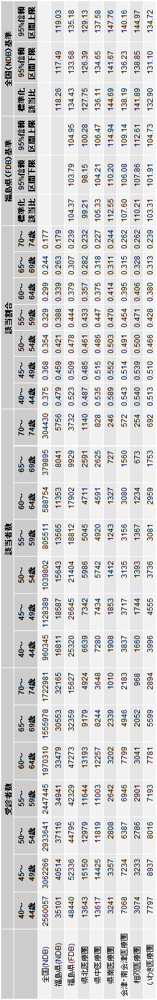 受診者数 該当者数 該当割合 福島県(FDB)基準 全国(NDB)基準
40～44歳 45～49歳 50～54歳 55～59歳 60～64歳 65～69歳 70～74歳 40～44歳 45～49歳 50～54歳 55～59歳 60～64歳 65～69歳 70～74歳 40～44歳 45～49歳 50～54歳 55～59歳 60～64歳 65～69歳 70～74歳 標準化該当比 95%信頼区間下限 95%信頼区間上限 標準化該当比 95%信頼区間下限 95%信頼区間上限
全国(NDB) 2560057 3062266 2933641 2447445 1970310 1555978 1722981 960345 1128389 1039802 805511 588754 378895 304430 0.375 0.368 0.354 0.329 0.299 0.244 0.177
福島県(NDB) 35101 40514 37116 34941 33479 30553 32165 16811 18587 15643 13565 11353 8041 5756 0.479 0.459 0.421 0.388 0.339 0.263 0.179 118.26 117.49 119.03
福島県(FDB) 48440 52336 44795 42329 47273 32359 15627 25320 26645 21404 18812 17902 9929 3732 0.523 0.509 0.478 0.444 0.379 0.307 0.239 104.37 103.79 104.95 134.43 133.68 135.18
県北医療圏 13643 15150 12979 11644 13193 9179 4924 6639 7342 5986 5045 4711 2591 1140 0.487 0.485 0.461 0.433 0.357 0.282 0.232 99.21 98.15 100.28 127.75 126.39 129.13
県中医療圏 13617 14425 11819 11003 12257 8244 3648 7280 7434 5742 4920 4591 2625 828 0.535 0.515 0.486 0.447 0.375 0.318 0.227 105.33 104.21 106.47 136.11 134.65 137.58
県南医療圏 3241 3357 2808 2642 3202 2339 1010 1908 1853 1412 1243 1327 727 246 0.589 0.552 0.503 0.470 0.414 0.311 0.244 112.55 110.20 114.94 144.69 141.67 147.76
会津・南会津医療圏 7068 7234 6387 6946 7799 4946 2183 3837 3717 3135 3156 3080 1560 572 0.543 0.514 0.491 0.454 0.395 0.315 0.262 107.60 106.08 109.14 138.19 136.23 140.16
相双医療圏 3074 3233 2786 2901 3041 2052 968 1660 1744 1393 1367 1234 673 254 0.540 0.539 0.500 0.471 0.406 0.328 0.262 110.21 107.86 112.61 141.89 138.85 144.97
いわき医療圏 7797 8937 8016 7193 7781 5599 2894 3996 4555 3736 3081 2959 1753 692 0.513 0.510 0.466 0.428 0.380 0.313 0.239 103.31 101.91 104.73 132.90 131.10 134.72